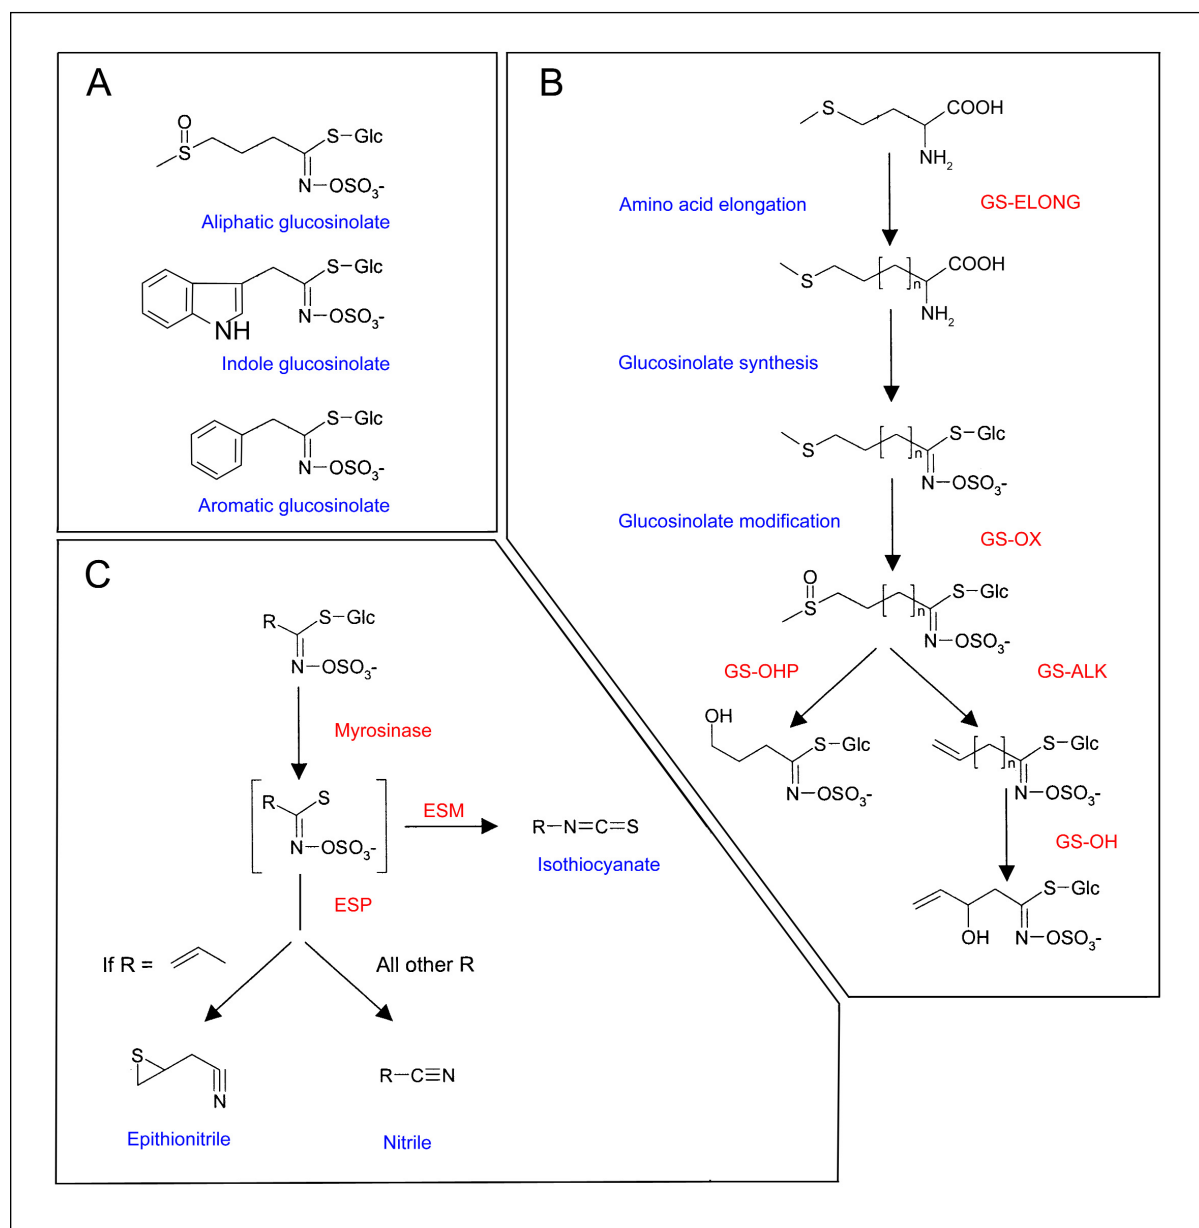 A
O
S
S–Glc
N–OSO3-
Aliphatic glucosinolate
S–Glc
N–OSO3-
NH
Indole glucosinolate
S–Glc
N–OSO3-
Aromatic glucosinolate
B
S
COOH
NH2
Amino acid elongation
GS-ELONG
S
n
COOH
NH2
Glucosinolate synthesis
S
n
S–Glc
N–OSO3-
Glucosinolate modification
GS-OX
O
S
n
S–Glc
N–OSO3-
GS-OHP
GS-ALK
OH
S–Glc
N–OSO3-
n
S–Glc
N–OSO3-
GS-OH
S–Glc
OH
N–OSO3-
C
R
S–Glc
N–OSO3-
Myrosinase
R
S
N–OSO3-
ESM
R–N=C=S
Isothiocyanate
ESP
If R =
All other R
S
N
Epithionitrile
R–C≡N
Nitrile